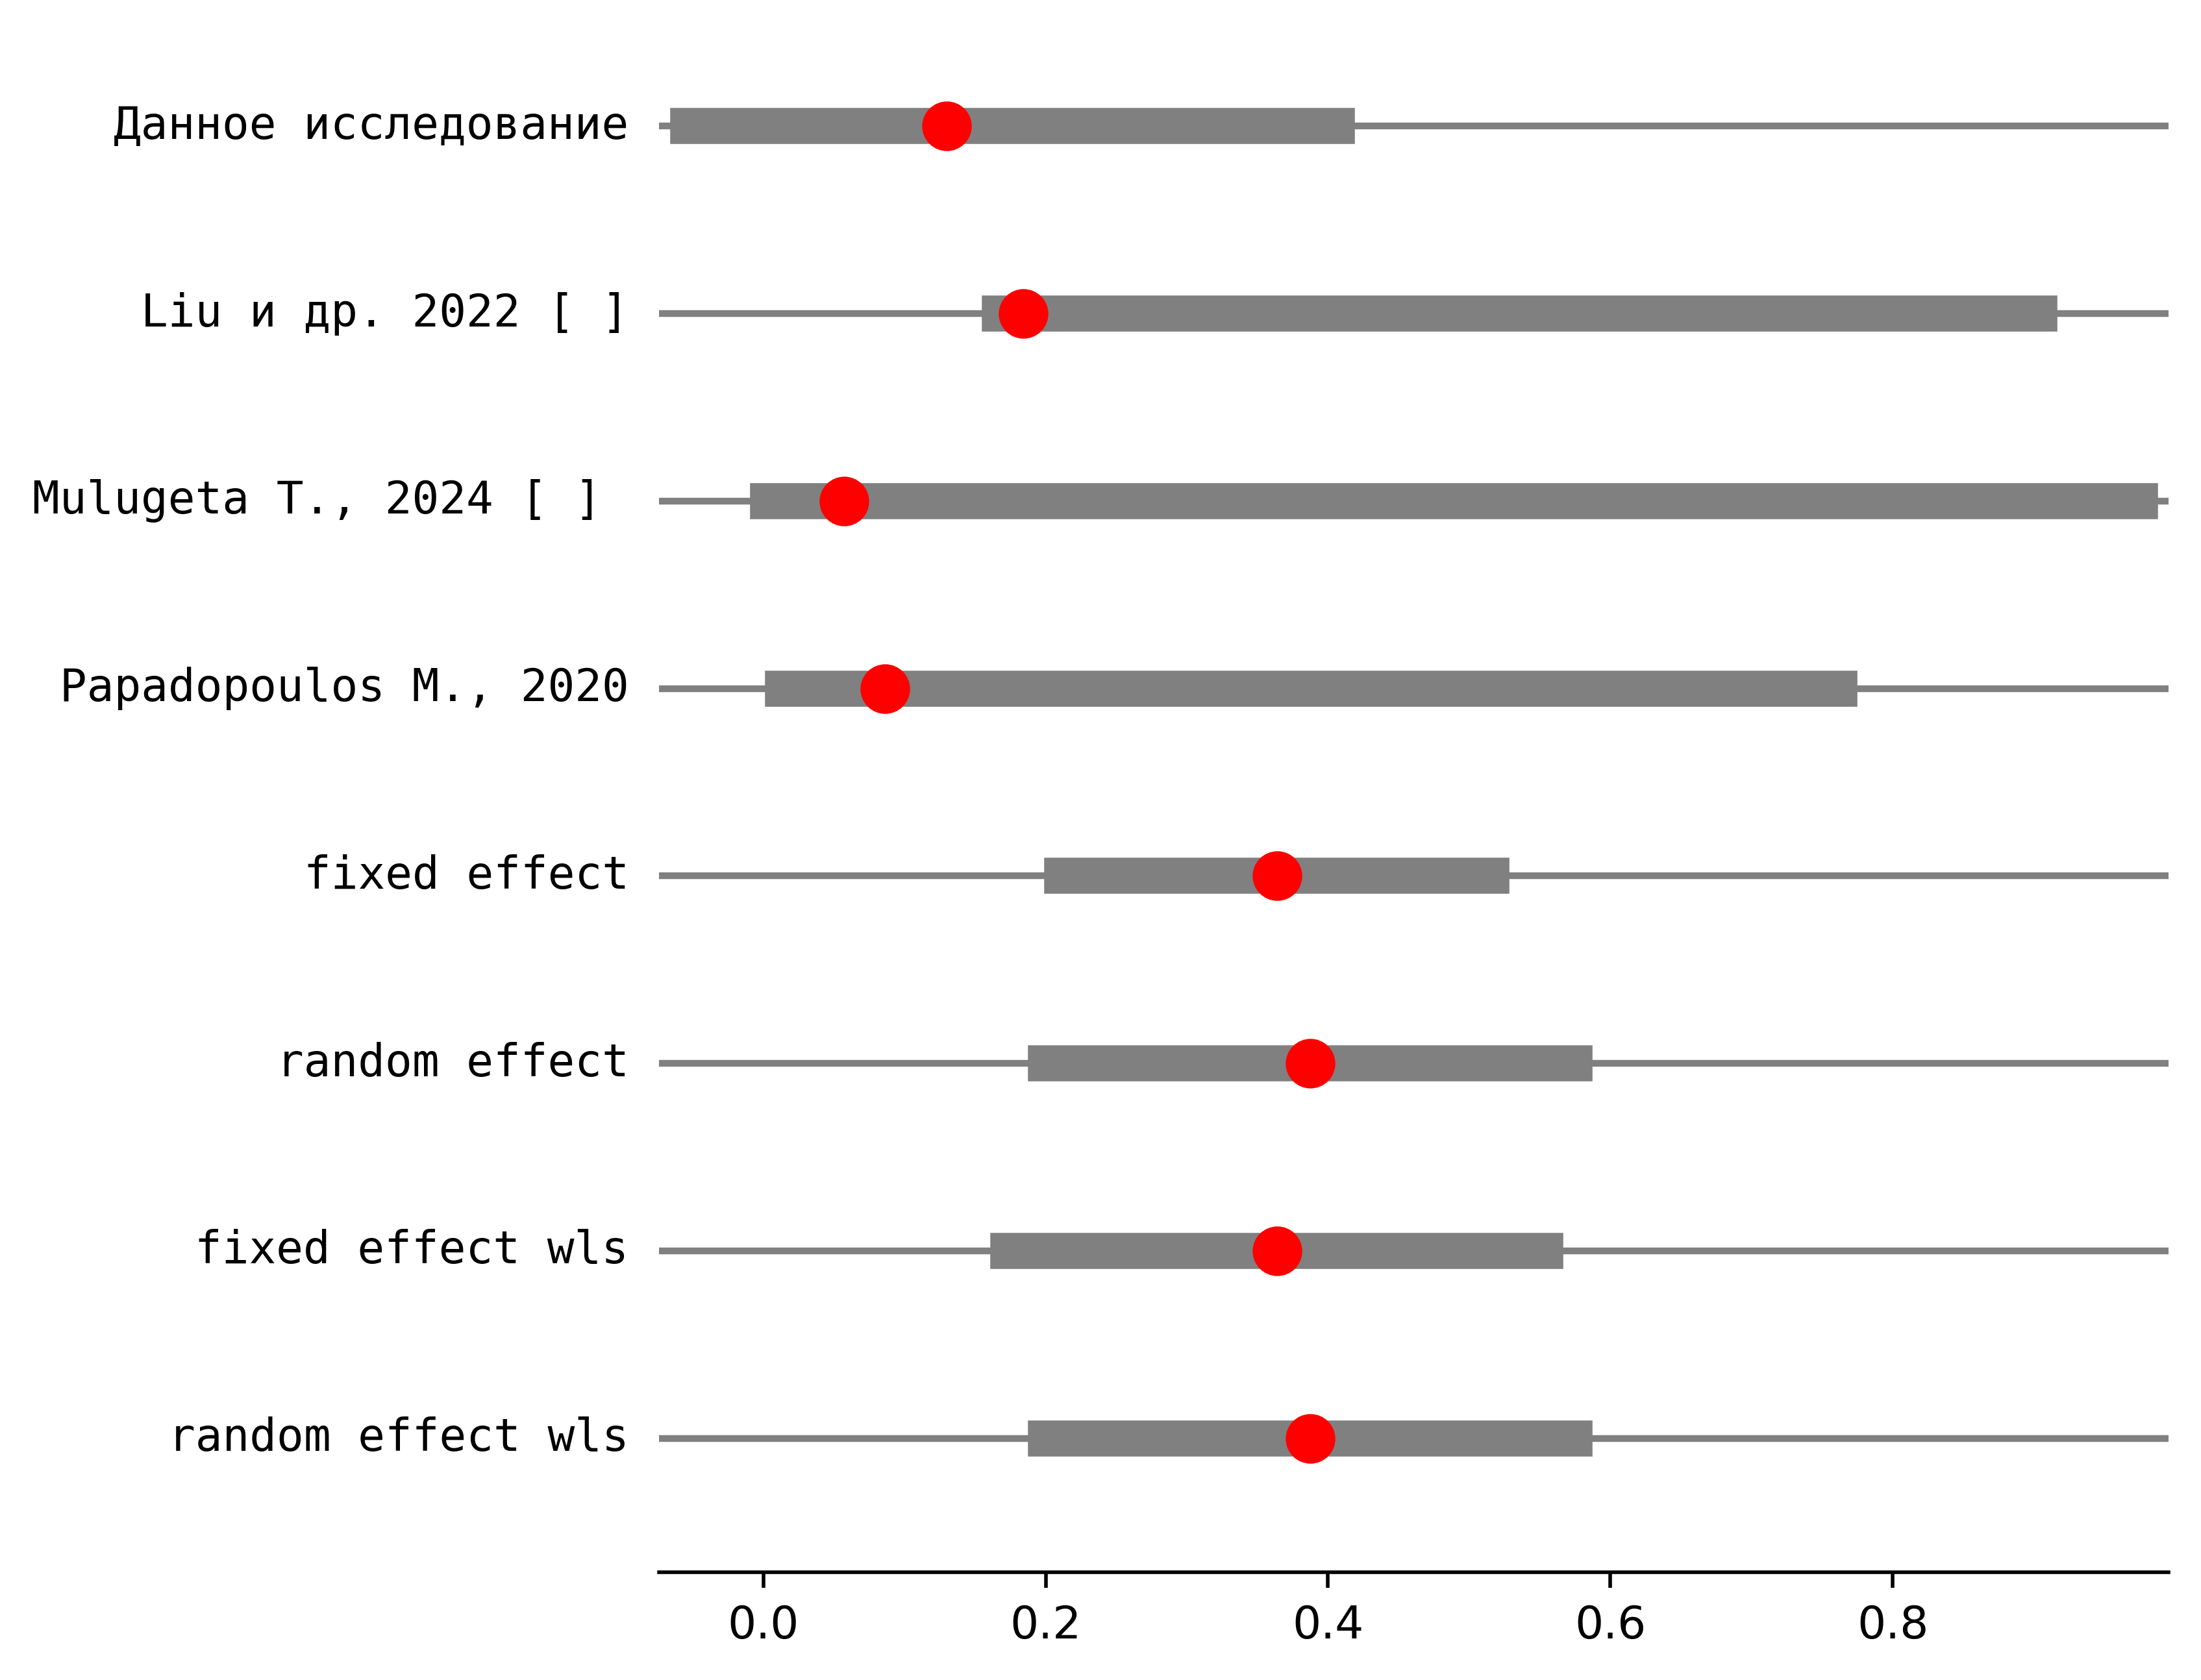 Данное исследование
Liu и др. 2022 [ ]
Mulugeta T., 2024 [ ]
Papadopoulos M., 2020
fixed effect
random effect
fixed effect wls
random effect wls
0.0 0.2 0.4 0.6 0.8